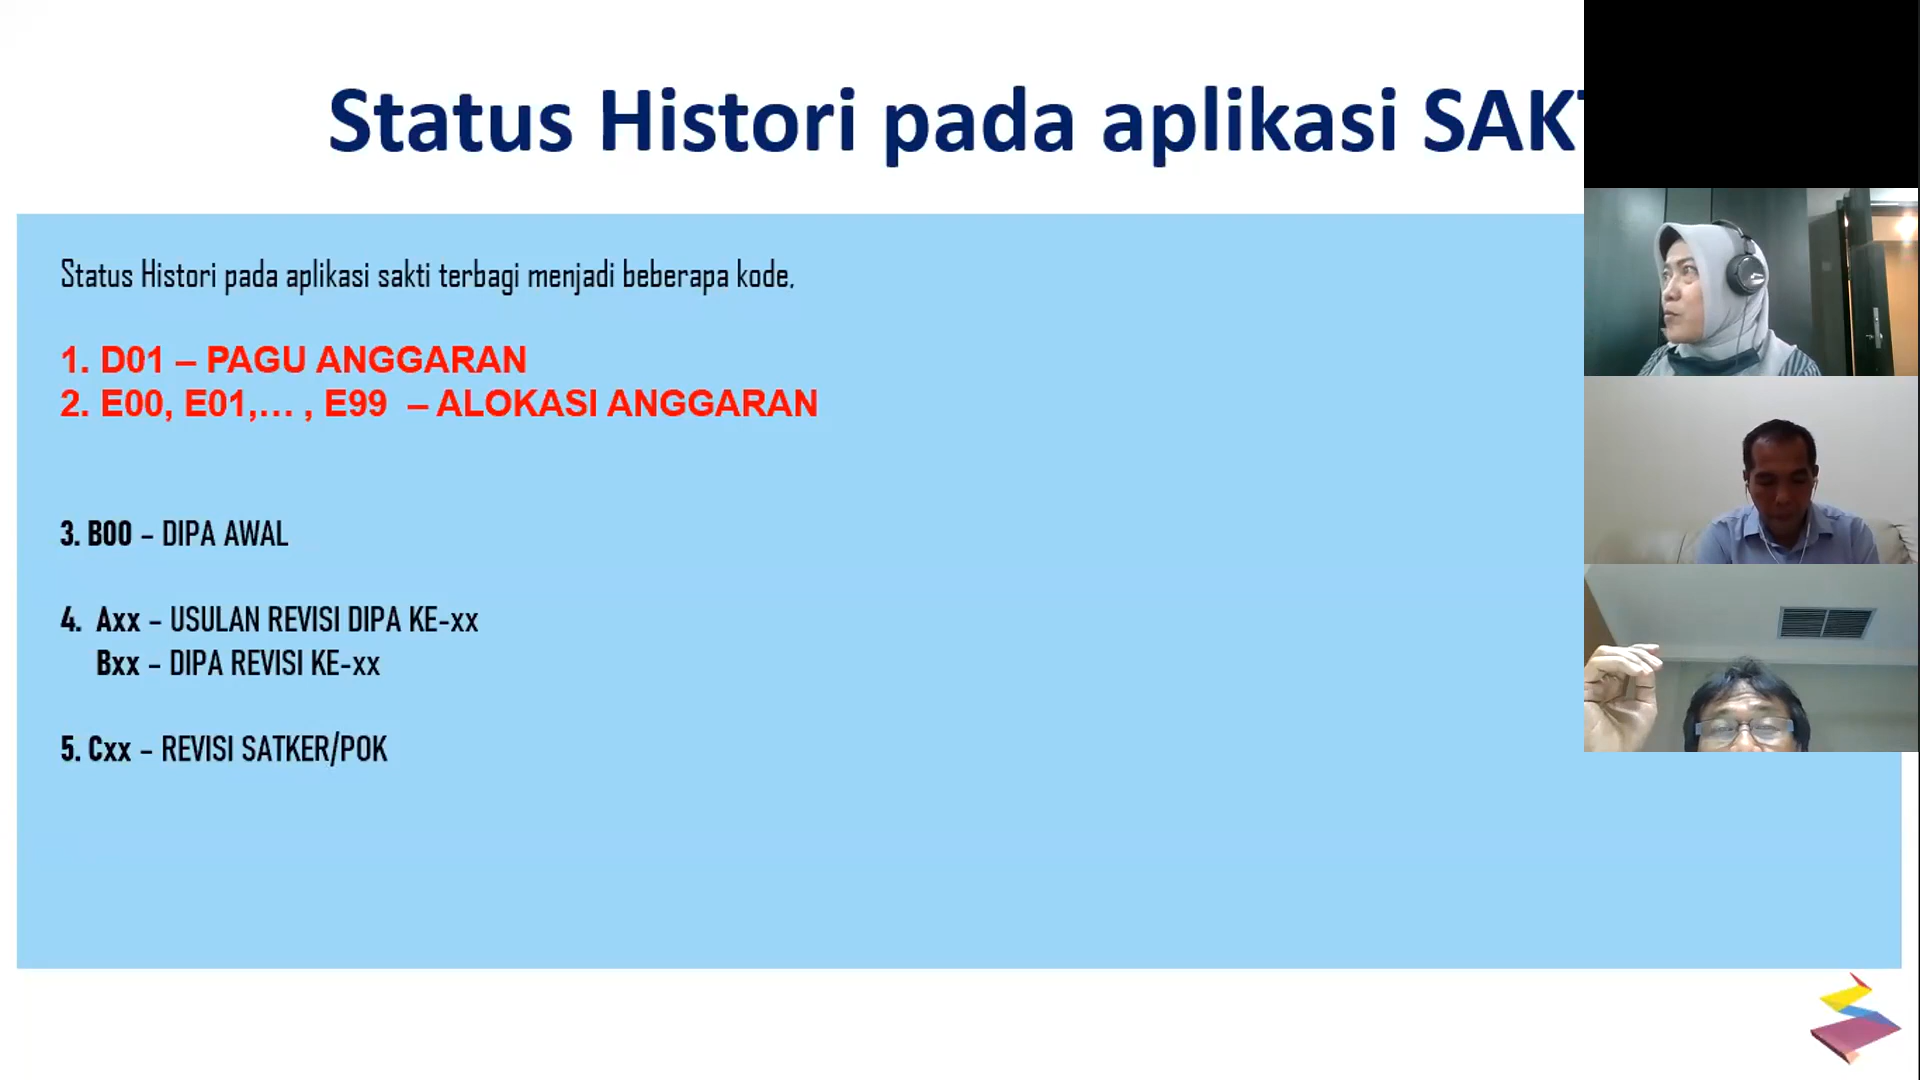 Status Histori pada aplikasi SAKT
Status Histori pada aplikasi sakti terbagi menjadi beberapa kode.
1. D01 – PAGU ANGGARAN
2. E00, E01,... , E99 – ALOKASI ANGGARAN
3. B00 – DIPA AWAL
4. Axx – USULAN REVISI DIPA KE-xx
Bxx – DIPA REVISI KE-xx
5. Cxx – REVISI SATKER/POK